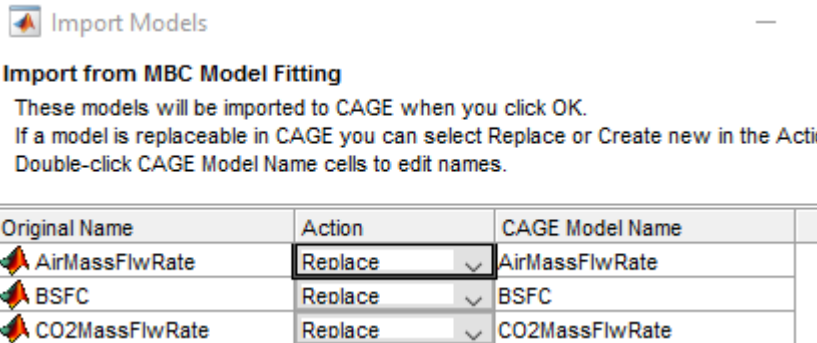 Import Models
Import from MBC Model Fitting
These models will be imported to CAGE when you click OK.
If a model is replaceable in CAGE you can select Replace or Create new in the
Double-click CAGE Model Name cells to edit names.
Original Name Action CAGE Model Name
AirMassFlwRate Replace AirMassFlwRate
BSFC Replace BSFC
CO2MassFlwRate Replace CO2MassFlwRate